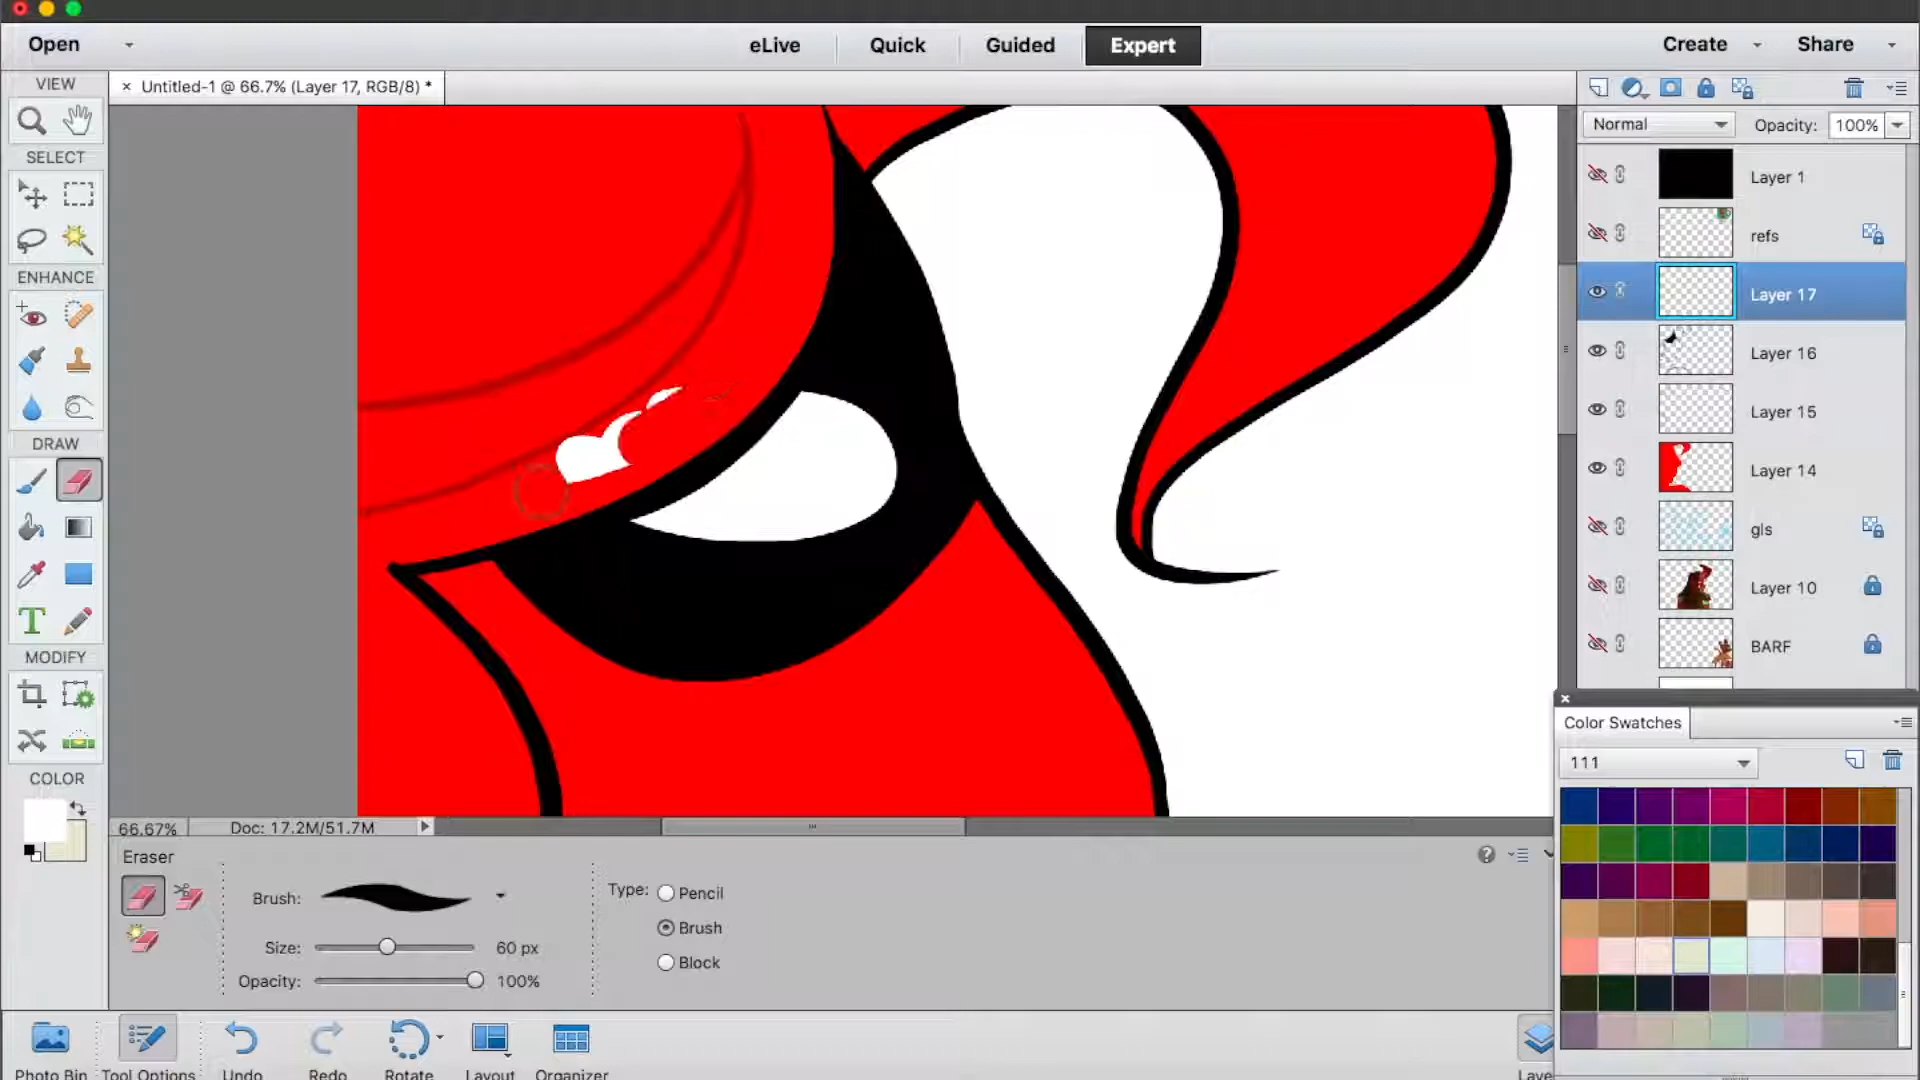 Open
eLive
Quick
Guided
Expert
Create
Share
VIEW
× Untitled-1 @ 66.7% (Layer 17, RGB/8) *
Normal
Opacity: 100%
SELECT
Layer 1
refs
ENHANCE
Layer 17
Layer 16
Layer 15
DRAW
Layer 14
gls
Layer 10
T
BARF
MODIFY
Color Swatches
111
COLOR
66.67%
Doc: 17.2M/51.7M
Eraser
Brush:
Type:
Pencil
Brush
Size:
60 px
Block
Opacity:
100%
Photo Bin
Tool Options
Undo
Redo
Rotate
Layout
Organizer
Laye